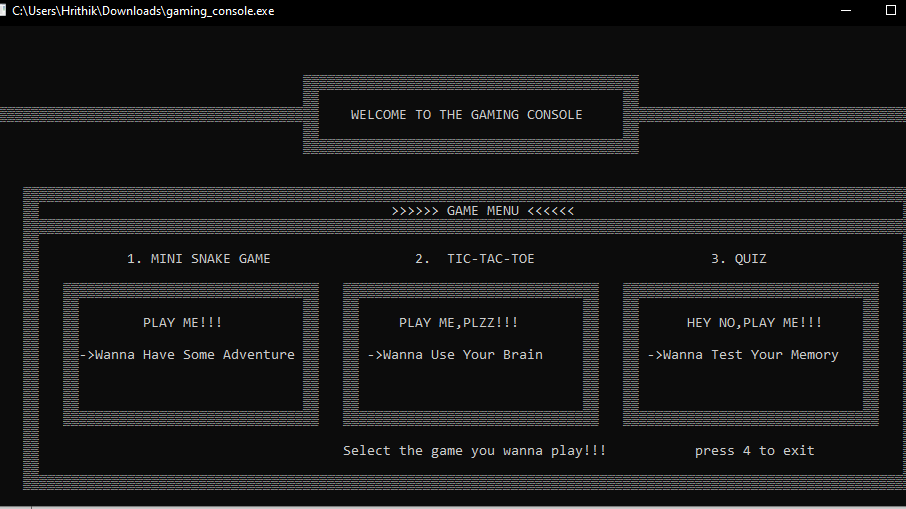 C:\Users\Hrithik\Downloads\gaming_console.exe
WELCOME TO THE GAMING CONSOLE
>>>>>> GAME MENU <<<<<<
1. MINI SNAKE GAME
2.  TIC-TAC-TOE
3. QUIZ
PLAY ME!!!
PLAY ME,PLZZ!!!
HEY NO,PLAY ME!!!
->Wanna Have Some Adventure
->Wanna Use Your Brain
->Wanna Test Your Memory
Select the game you wanna play!!!
press 4 to exit